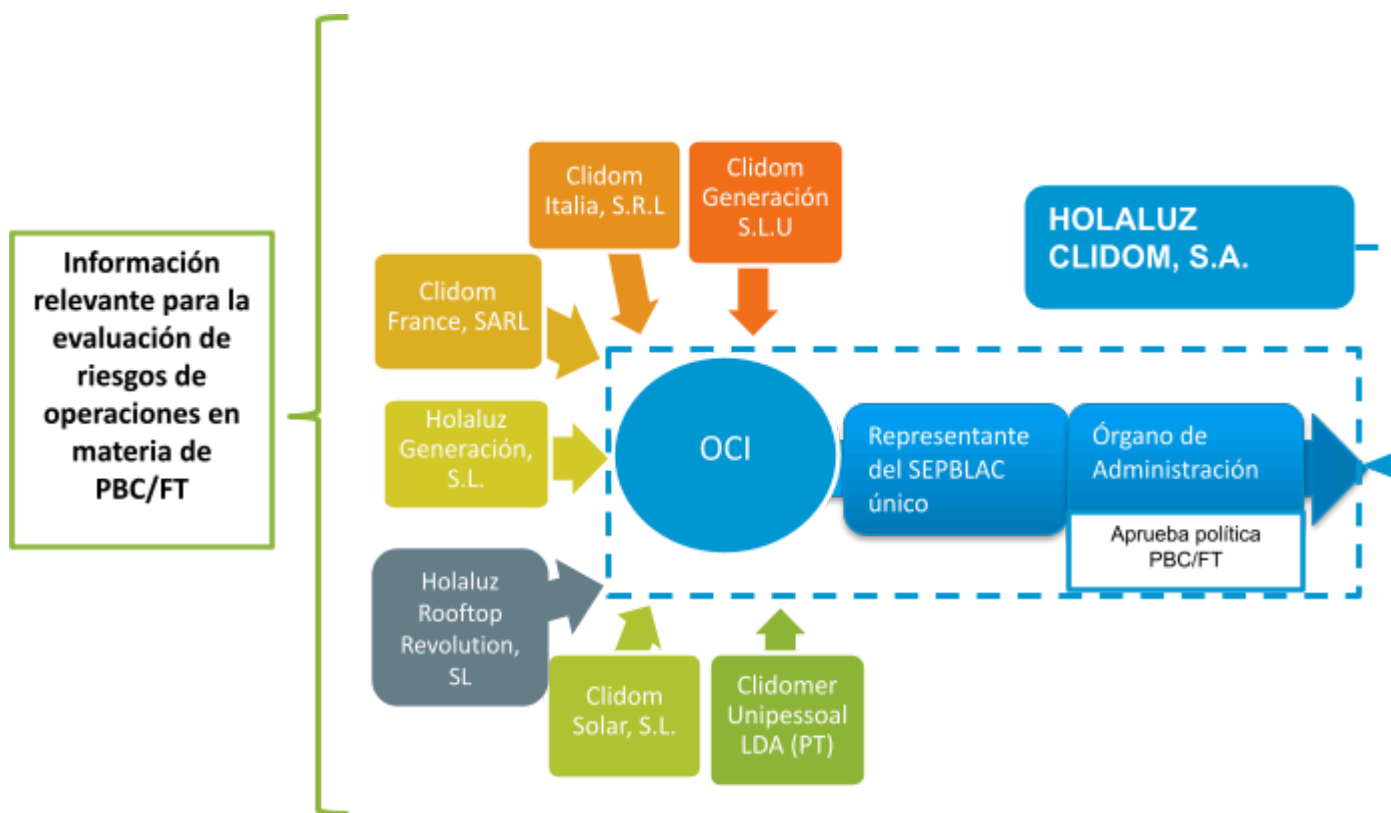 Información
relevante para la
evaluación de
riesgos de
operaciones en
materia de
PBC/FT
Clidom
Italia, S.R.L
Clidom
Generación
S.L.U
HOLALUZ
CLIDOM, S.A.
Clidom
France, SARL
Holaluz
Generación,
S.L.
OCI
Representante
del SEPBLAC
único
Órgano de
Administración
Aprueba política
PBC/FT
Holaluz
Rooftop
Revolution,
SL
Clidom
Solar, S.L.
Clidomer
Unipessoal
LDA (PT)